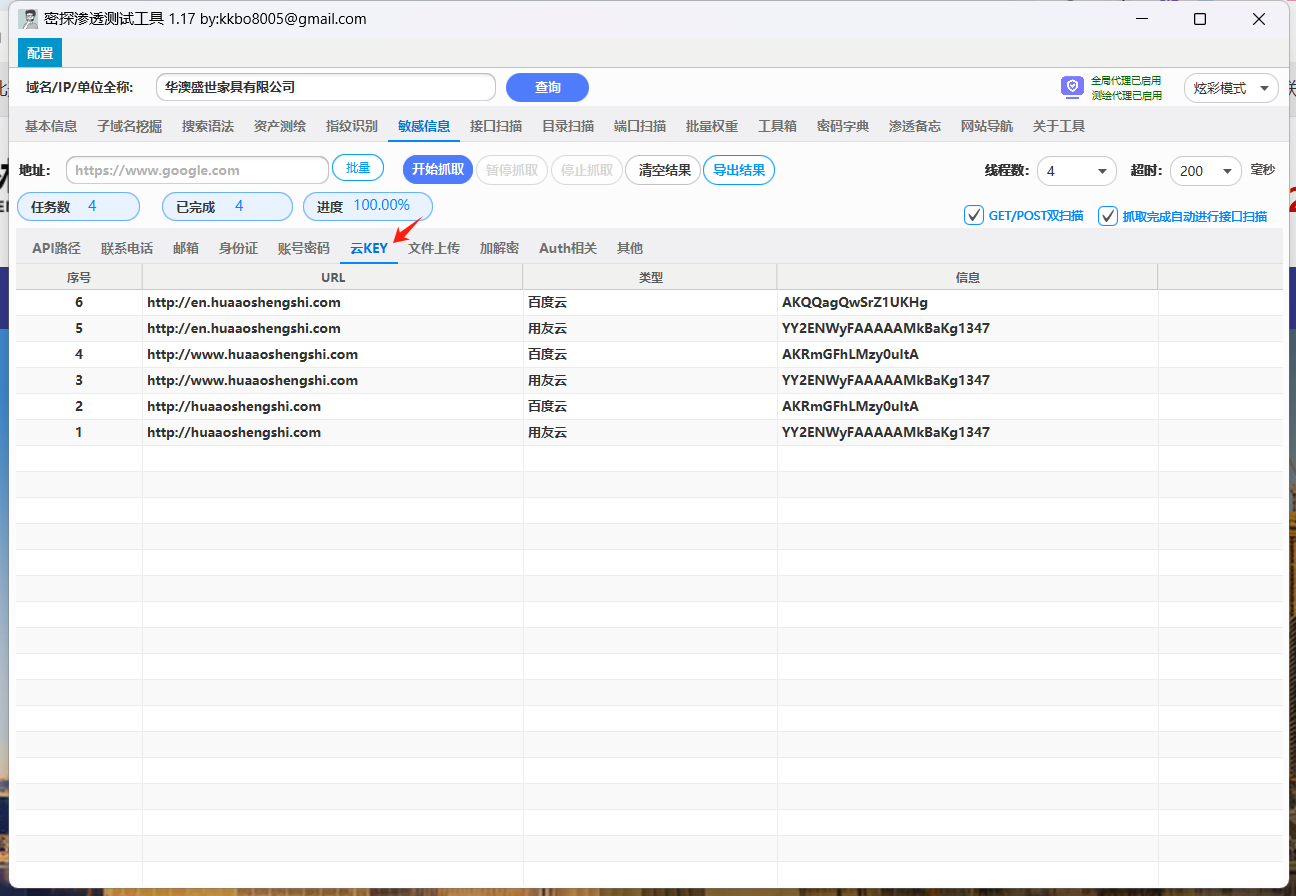 密探渗透测试工具 1.17 by:kkbo8005@gmail.com
配置
域名/IP/单位全称: 华澳盛世家具有限公司 查询 全局代理已启用 测绘代理已启用 炫彩模式
基本信息 子域名挖掘 搜索语法 资产测绘 指纹识别 敏感信息 接口扫描 目录扫描 端口扫描 批量权重 工具箱 密码字典 渗透备忘 网站导航 关于工具
地址: https://www.google.com 批量 开始抓取 暂停抓取 停止抓取 清空结果 导出结果 线程数: 4 超时: 200 毫秒
任务数 4 已完成 4 进度 100.00% GET/POST双扫描 抓取完成自动进行接口扫描
API路径 联系电话 邮箱 身份证 账号密码 云KEY 文件上传 加解密 Auth相关 其他
序号 URL 类型 信息
6 http://en.huaaoshengshi.com 百度云 AKQQagQwSrZ1UKHg
5 http://en.huaaoshengshi.com 用友云 YY2ENWyFAAAAAMkBaKg1347
4 http://www.huaaoshengshi.com 百度云 AKRmGFhLMzy0ultA
3 http://www.huaaoshengshi.com 用友云 YY2ENWyFAAAAAMkBaKg1347
2 http://huaaoshengshi.com 百度云 AKRmGFhLMzy0ultA
1 http://huaaoshengshi.com 用友云 YY2ENWyFAAAAAMkBaKg1347